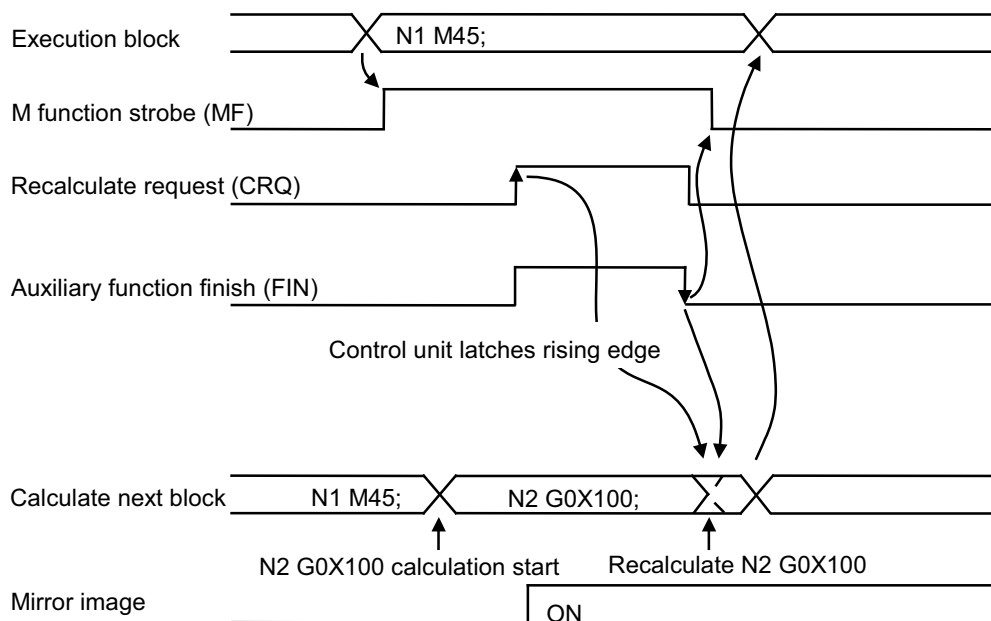 Execution block
N1 M45;
M function strobe (MF)
Recalculate request (CRQ)
Auxiliary function finish (FIN)
Control unit latches rising edge
Calculate next block
N1 M45;
N2 G0X100;
N2 G0X100 calculation start
Recalculate N2 G0X100
Mirror image
ON